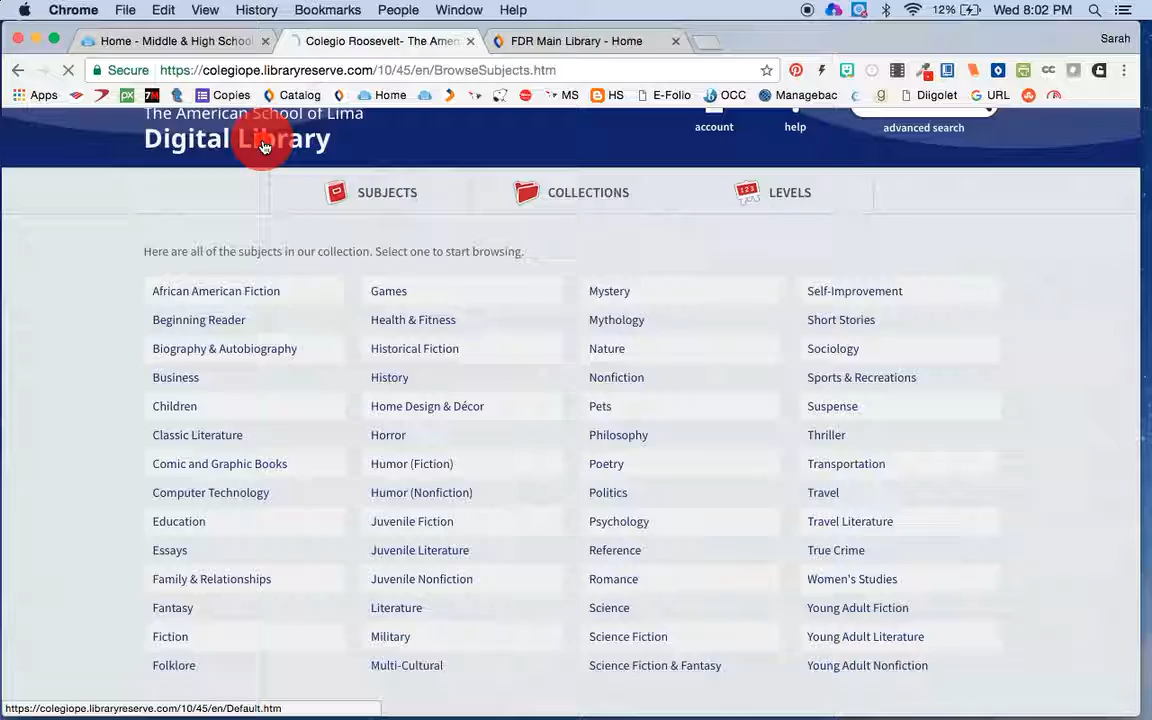 Chrome File Edit View History Bookmarks People Window Help 12% Wed 8:02 PM
Home - Middle & High School Colegio Roosevelt- The Amer FDR Main Library - Home Sarah
Secure https://colegiope.libraryreserve.com/10/45/en/BrowseSubjects.htm
Apps Copies Catalog Home MS HS E-Folio OCC Managebac Diigolet URL
The American School of Lima
Digital Library
account help advanced search
SUBJECTS COLLECTIONS LEVELS
Here are all of the subjects in our collection. Select one to start browsing.
African American Fiction Games Mystery Self-Improvement
Beginning Reader Health & Fitness Mythology Short Stories
Biography & Autobiography Historical Fiction Nature Sociology
Business History Nonfiction Sports & Recreations
Children Home Design & Décor Pets Suspense
Classic Literature Horror Philosophy Thriller
Comic and Graphic Books Humor (Fiction) Poetry Transportation
Computer Technology Humor (Nonfiction) Politics Travel
Education Juvenile Fiction Psychology Travel Literature
Essays Juvenile Literature Reference True Crime
Family & Relationships Juvenile Nonfiction Romance Women's Studies
Fantasy Literature Science Young Adult Fiction
Fiction Military Science Fiction Young Adult Literature
Folklore Multi-Cultural Science Fiction & Fantasy Young Adult Nonfiction
https://colegiope.libraryreserve.com/10/45/en/Default.htm